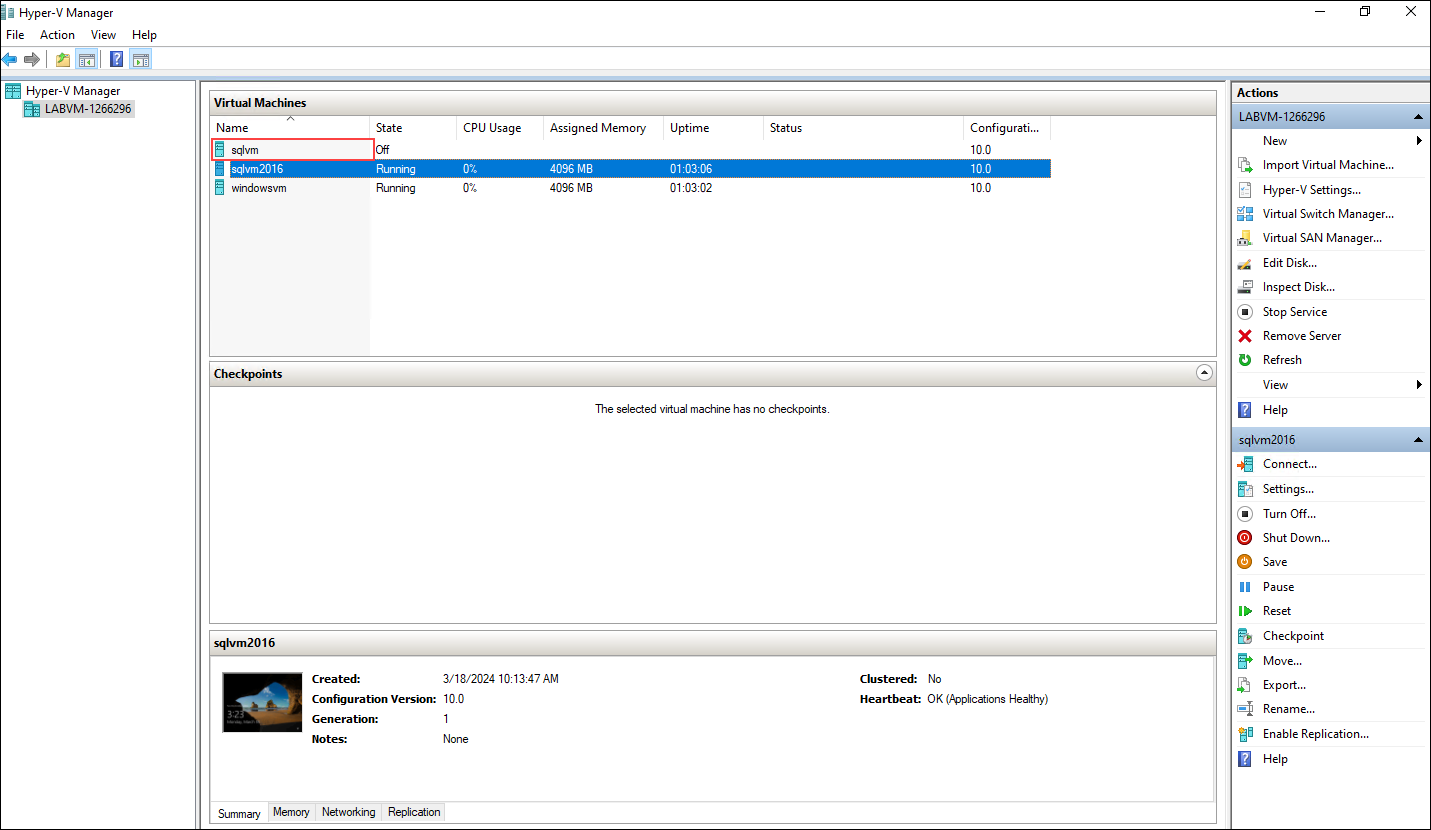 Hyper-V Manager
File Action View Help
Hyper-V Manager
LABVM-1266296
Virtual Machines
Name State CPU Usage Assigned Memory Uptime Status Configurati...
sqlvm Off 10.0
sqlvm2016 Running 0% 4096 MB 01:03:06 10.0
windowsvm Running 0% 4096 MB 01:03:02 10.0
Checkpoints
The selected virtual machine has no checkpoints.
sqlvm2016
3:23
Created: 3/18/2024 10:13:47 AM Clustered: No
Configuration Version: 10.0 Heartbeat: OK (Applications Healthy)
Generation: 1
Notes: None
Summary Memory Networking Replication
Actions
LABVM-1266296
New
Import Virtual Machine...
Hyper-V Settings...
Virtual Switch Manager...
Virtual SAN Manager...
Edit Disk...
Inspect Disk...
Stop Service
Remove Server
Refresh
View
Help
sqlvm2016
Connect...
Settings...
Turn Off...
Shut Down...
Save
Pause
Reset
Checkpoint
Move...
Export...
Rename...
Enable Replication...
Help